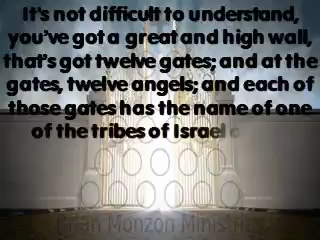 It's not difficult to understand,
you've got a great and high wall,
that's got twelve gates; and at the
gates, twelve angels; and each of
those gates has the name of one
of the tribes of Israel
Monzon